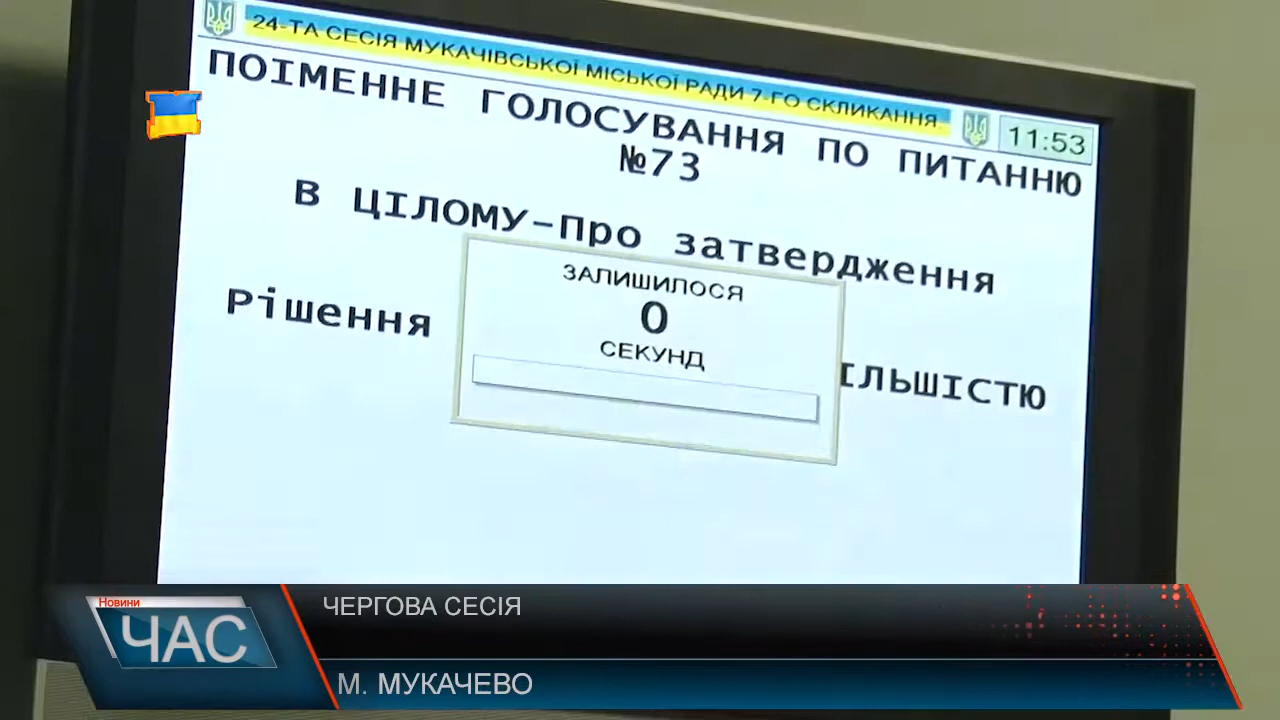 24-ТА СЕСІЯ МУКАЧІВСЬКОЇ МІСЬКОЇ РАДИ 7-ГО СКЛИКАННЯ.
11:53
ПОІМЕННЕ ГОЛОСУВАННЯ ПО ПИТАННЮ
№73
В ЦІЛОМУ-Про затвердження
ЗАЛИШИЛОСЯ
0
СЕКУНД
Рішення
ІЛЬШІСТЮ
Новини
ЧАС
ЧЕРГОВА СЕСІЯ
М. МУКАЧЕВО